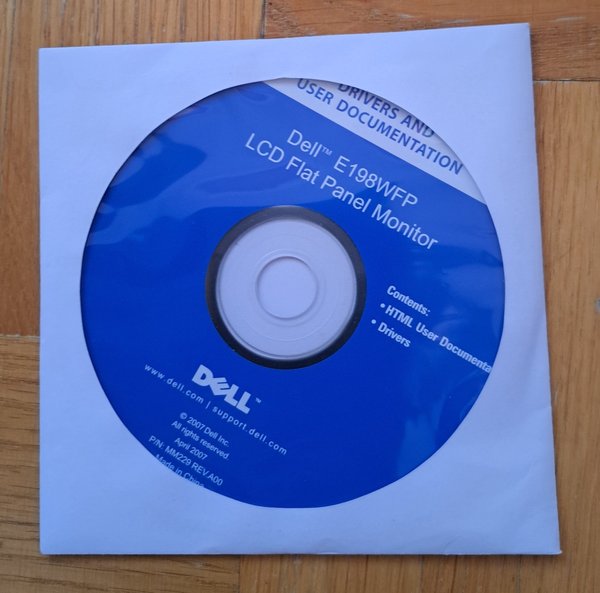 DRIVERS AND
USER DOCUMENTATION
Dell™ E198WFP
LCD Flat Panel Monitor
Contents:
• HTML User Documenta
• Drivers
DELL™
www.dell.com | support.dell.com
© 2007 Dell Inc.
All rights reserved
April 2007
P/N: MM229 REV.A00
Made in China